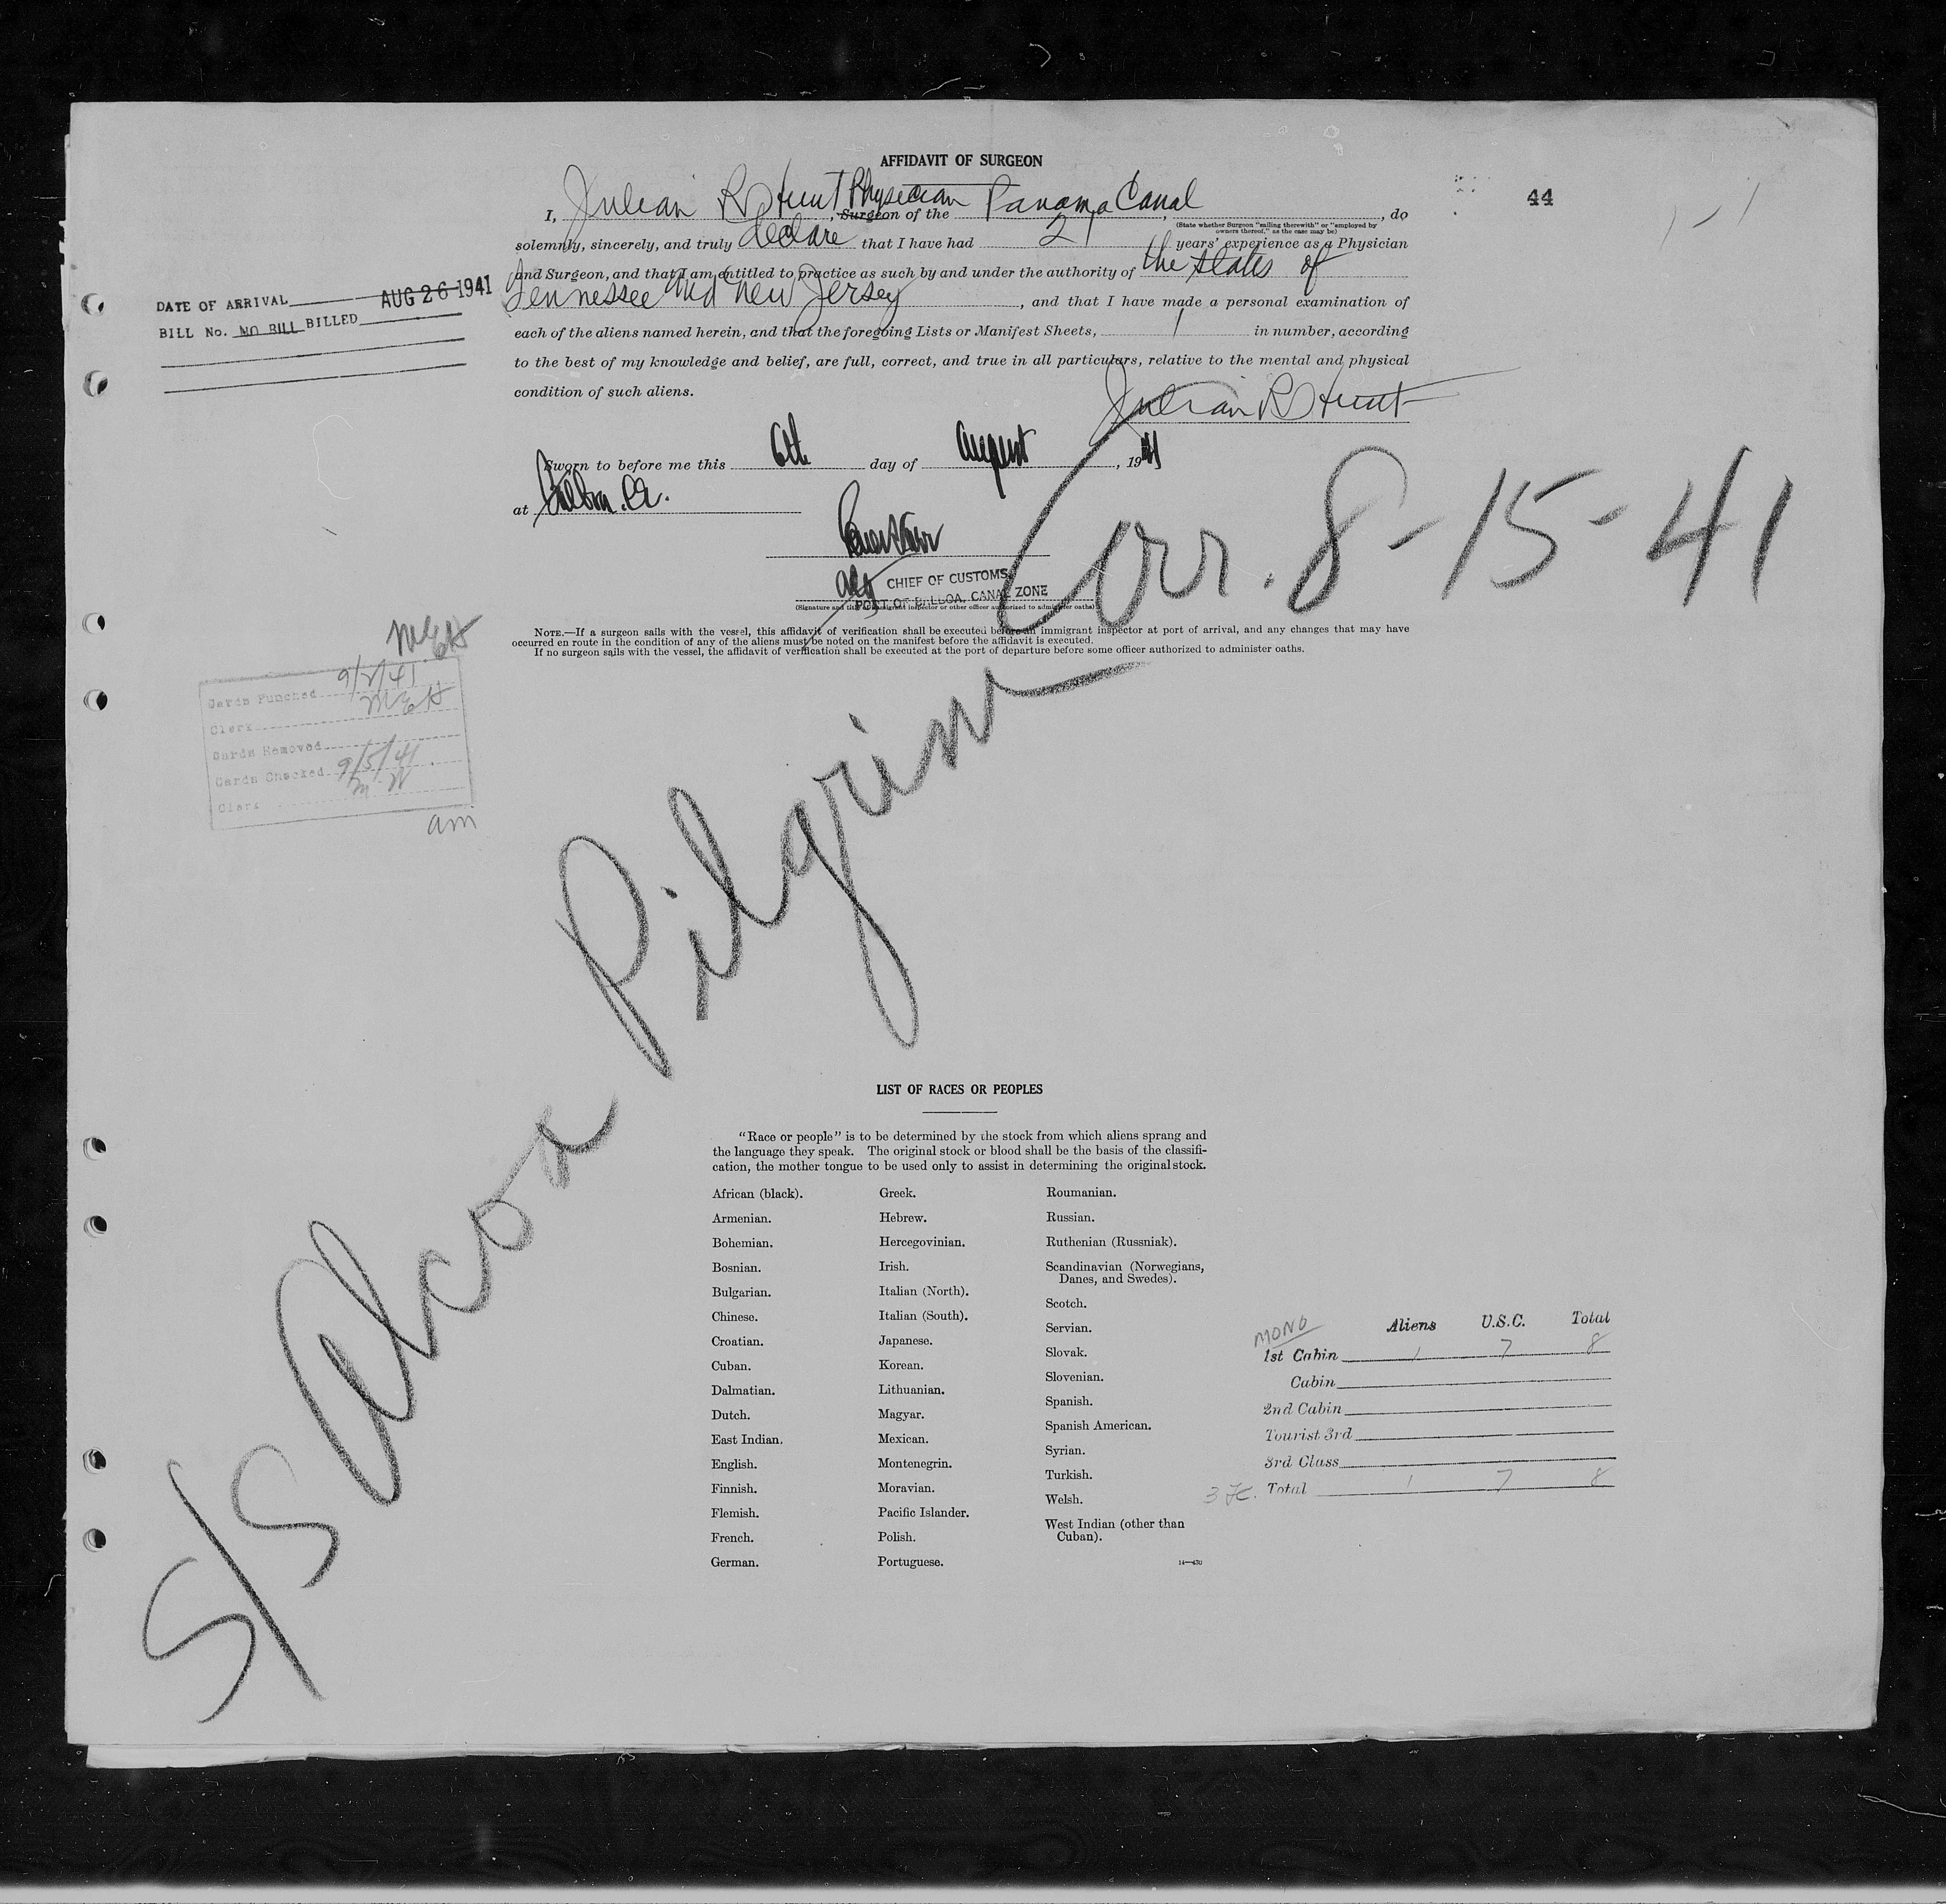 AFFIDAVIT OF SURGEON
44
1-1
I, Julian R Hunt, Physician Surgeon of the Panama Canal, , do
(State whether Surgeon "sailing therewith" or "employed by
owners thereof," as the case may be)
solemnly, sincerely, and truly declare that I have had 21 years' experience as a Physician
and Surgeon, and that I am entitled to practice as such by and under the authority of the states of
Tennessee and New Jersey, and that I have made a personal examination of
each of the aliens named herein, and that the foregoing Lists or Manifest Sheets, 1 in number, according
to the best of my knowledge and belief, are full, correct, and true in all particulars, relative to the mental and physical
condition of such aliens.
Julian R Hunt
DATE OF ARRIVAL AUG 26 1941
BILL No. NO BILL BILLED
Sworn to before me this 6th day of August, 1941
at Balboa, C.Z.
CHIEF OF CUSTOMS
PORT OF BALBOA, CANAL ZONE
(Signature and title of immigrant inspector or other officer authorized to administer oaths)
Arr. 8-15-41
NOTE.—If a surgeon sails with the vessel, this affidavit of verification shall be executed before an immigrant inspector at port of arrival, and any changes that may have
occurred en route in the condition of any of the aliens must be noted on the manifest before the affidavit is executed.
If no surgeon sails with the vessel, the affidavit of verification shall be executed at the port of departure before some officer authorized to administer oaths.
MEH
Cards Punched 9/2/41
Clerk MEH
Cards Removed
Cards Checked 9/5/41
Clerk M W
am
S/S Alcoa Pilgrim
LIST OF RACES OR PEOPLES
"Race or people" is to be determined by the stock from which aliens sprang and
the language they speak. The original stock or blood shall be the basis of the classifi-
cation, the mother tongue to be used only to assist in determining the original stock.
African (black).
Armenian.
Bohemian.
Bosnian.
Bulgarian.
Chinese.
Croatian.
Cuban.
Dalmatian.
Dutch.
East Indian.
English.
Finnish.
Flemish.
French.
German.
Greek.
Hebrew.
Hercegovinian.
Irish.
Italian (North).
Italian (South).
Japanese.
Korean.
Lithuanian.
Magyar.
Mexican.
Montenegrin.
Moravian.
Pacific Islander.
Polish.
Portuguese.
Roumanian.
Russian.
Ruthenian (Russniak).
Scandinavian (Norwegians,
Danes, and Swedes).
Scotch.
Servian.
Slovak.
Slovenian.
Spanish.
Spanish American.
Syrian.
Turkish.
Welsh.
West Indian (other than
Cuban).
14—430
MONO
Aliens U.S.C. Total
1st Cabin 1 7 8
Cabin
2nd Cabin
Tourist 3rd
3rd Class
Total 1 7 8